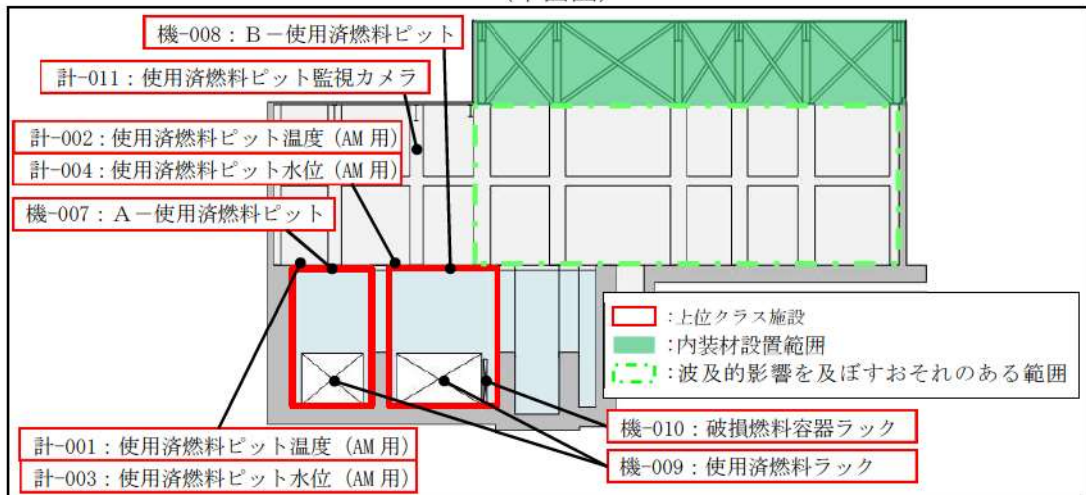 機-008：B－使用済燃料ピット
計-011：使用済燃料ピット監視カメラ
計-002：使用済燃料ピット温度（AM用）
計-004：使用済燃料ピット水位（AM用）
機-007：A－使用済燃料ピット
：上位クラス施設
：内装材設置範囲
：波及的影響を及ぼすおそれのある範囲
計-001：使用済燃料ピット温度（AM用）
計-003：使用済燃料ピット水位（AM用）
機-010：破損燃料容器ラック
機-009：使用済燃料ラック